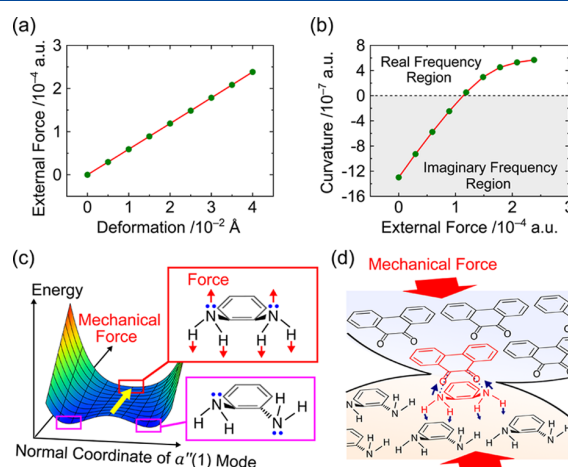 (a)
External Force /10⁻⁴ a.u.
3
2
1
0
0 1 2 3 4
Deformation /10⁻² Å
(b)
Curvature /10⁻⁷ a.u.
8
4
0
-4
-8
-12
-16
Real Frequency
Region
Imaginary Frequency
Region
0 1 2 3
External Force /10⁻⁴ a.u.
(c)
Energy
Mechanical
Force
Force
N N
H H H H
H₂N N H
H H
Normal Coordinate of a″(1) Mode
(d)
Mechanical Force
O O O O O
O O O
H N N H
H H
H N N H H N N H H N N H
H H H H H H